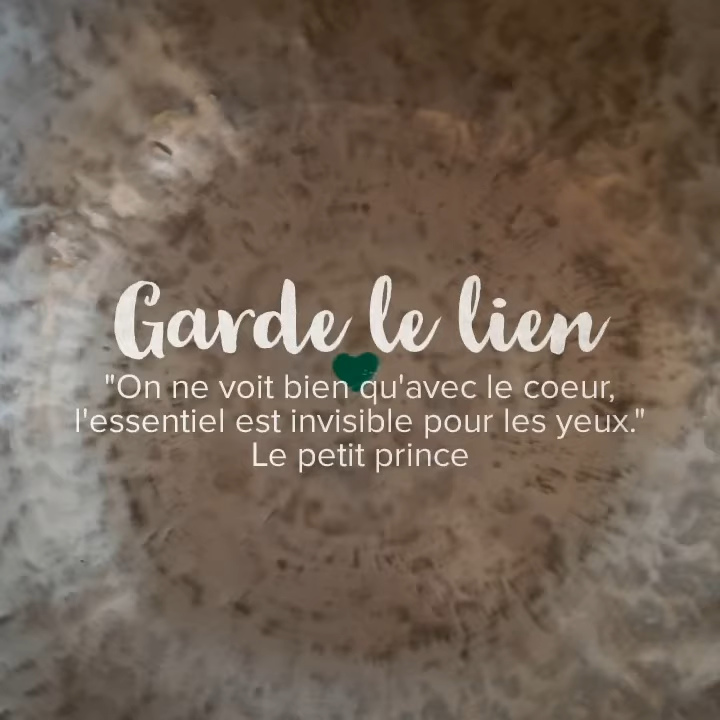 Garde le lien
"On ne voit bien qu'avec le coeur,
l'essentiel est invisible pour les yeux."
Le petit prince